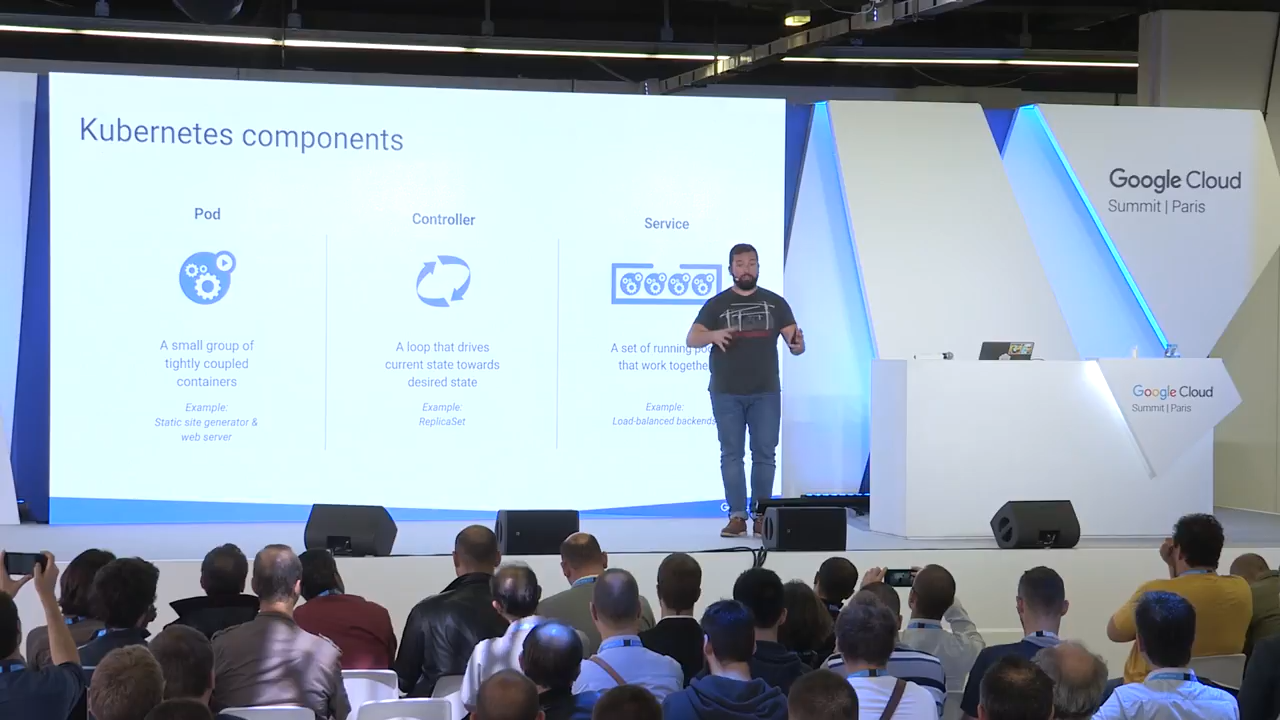 Kubernetes components
Pod
A small group of
tightly coupled
containers
Example:
Static site generator &
web server
Controller
A loop that drives
current state towards
desired state
Example:
ReplicaSet
Service
A set of running
that work together
Example:
Load-balanced backends
Google Cloud
Summit | Paris
Google Cloud
Summit | Paris